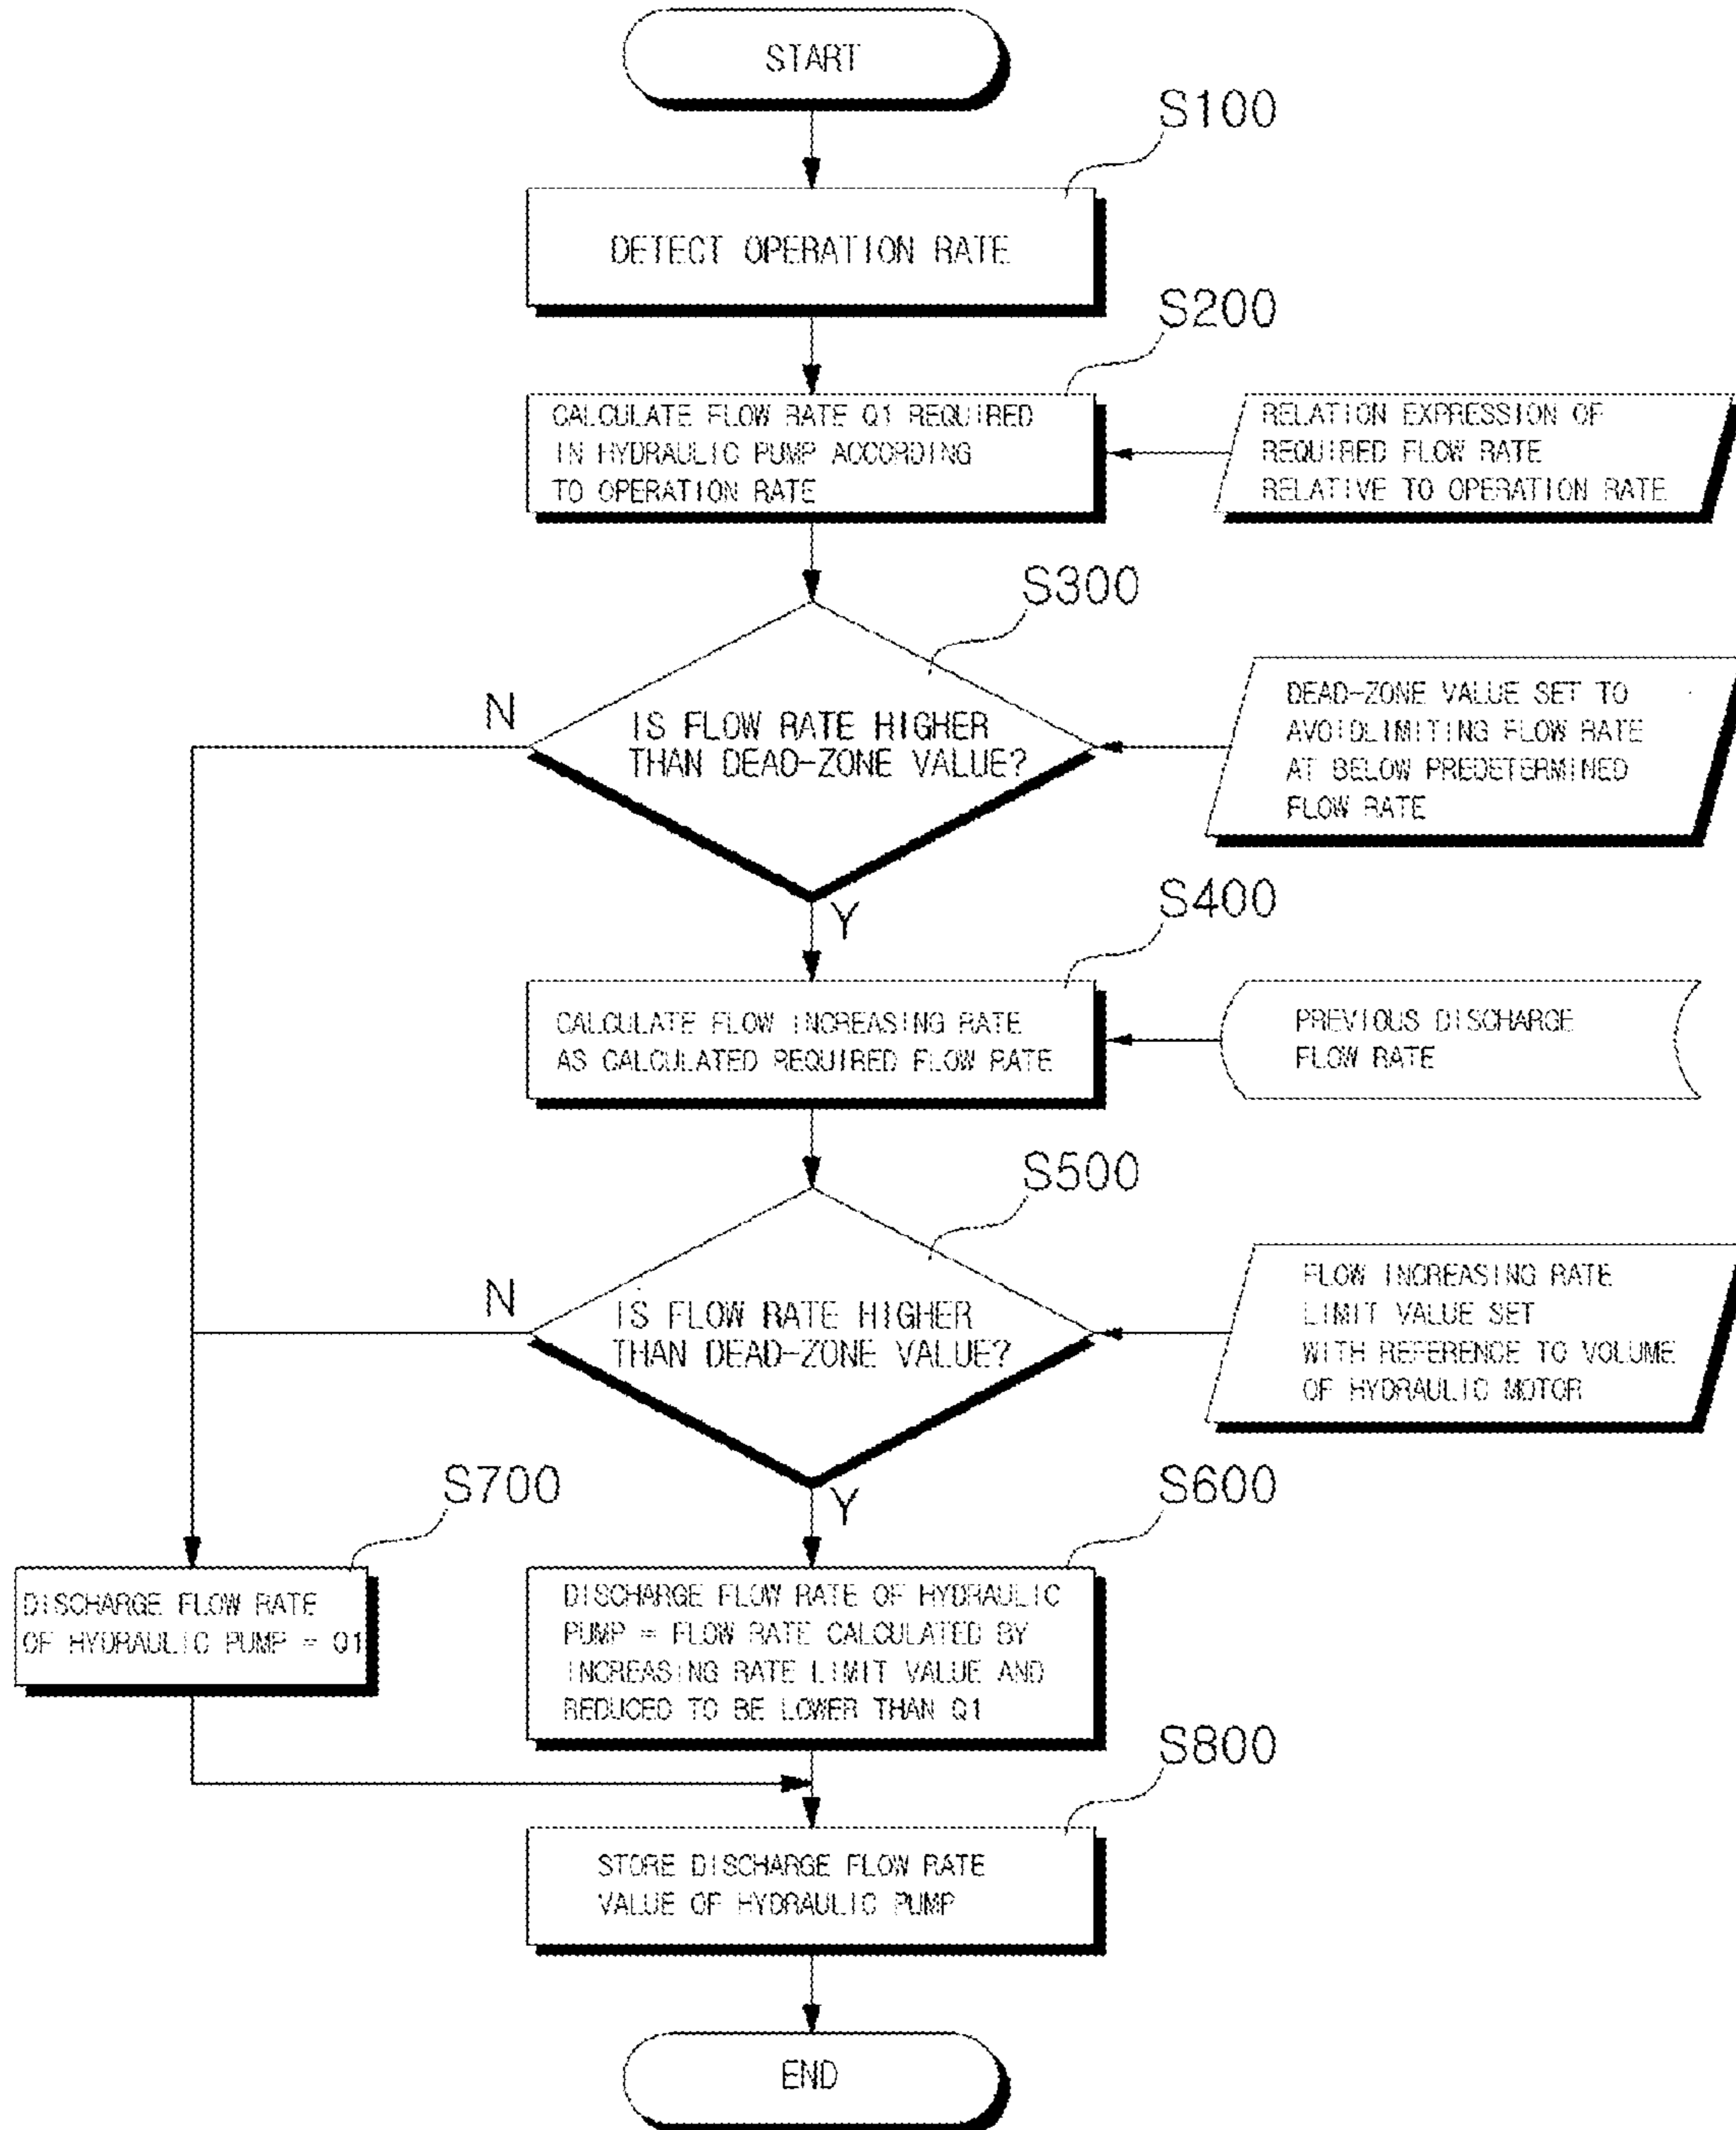 START
S100
DETECT OPERATION RATE
S200
CALCULATE FLOW RATE Q1 REQUIRED
IN HYDRAULIC PUMP ACCORDING
TO OPERATION RATE
RELATION EXPRESSION OF
REQUIRED FLOW RATE
RELATIVE TO OPERATION RATE
S300
N
IS FLOW RATE HIGHER
THAN DEAD-ZONE VALUE?
DEAD-ZONE VALUE SET TO
AVOIDLIMITING FLOW RATE
AT BELOW PREDETERMINED
FLOW RATE
Y
S400
CALCULATE FLOW INCREASING RATE
AS CALCULATED REQUIRED FLOW RATE
PREVIOUS DISCHARGE
FLOW RATE
S500
N
IS FLOW RATE HIGHER
THAN DEAD-ZONE VALUE?
FLOW INCREASING RATE
LIMIT VALUE SET
WITH REFERENCE TO VOLUME
OF HYDRAULIC MOTOR
Y
S700
DISCHARGE FLOW RATE
OF HYDRAULIC PUMP = Q1
S600
DISCHARGE FLOW RATE OF HYDRAULIC
PUMP = FLOW RATE CALCULATED BY
INCREASING RATE LIMIT VALUE AND
REDUCED TO BE LOWER THAN Q1
S800
STORE DISCHARGE FLOW RATE
VALUE OF HYDRAULIC PUMP
END